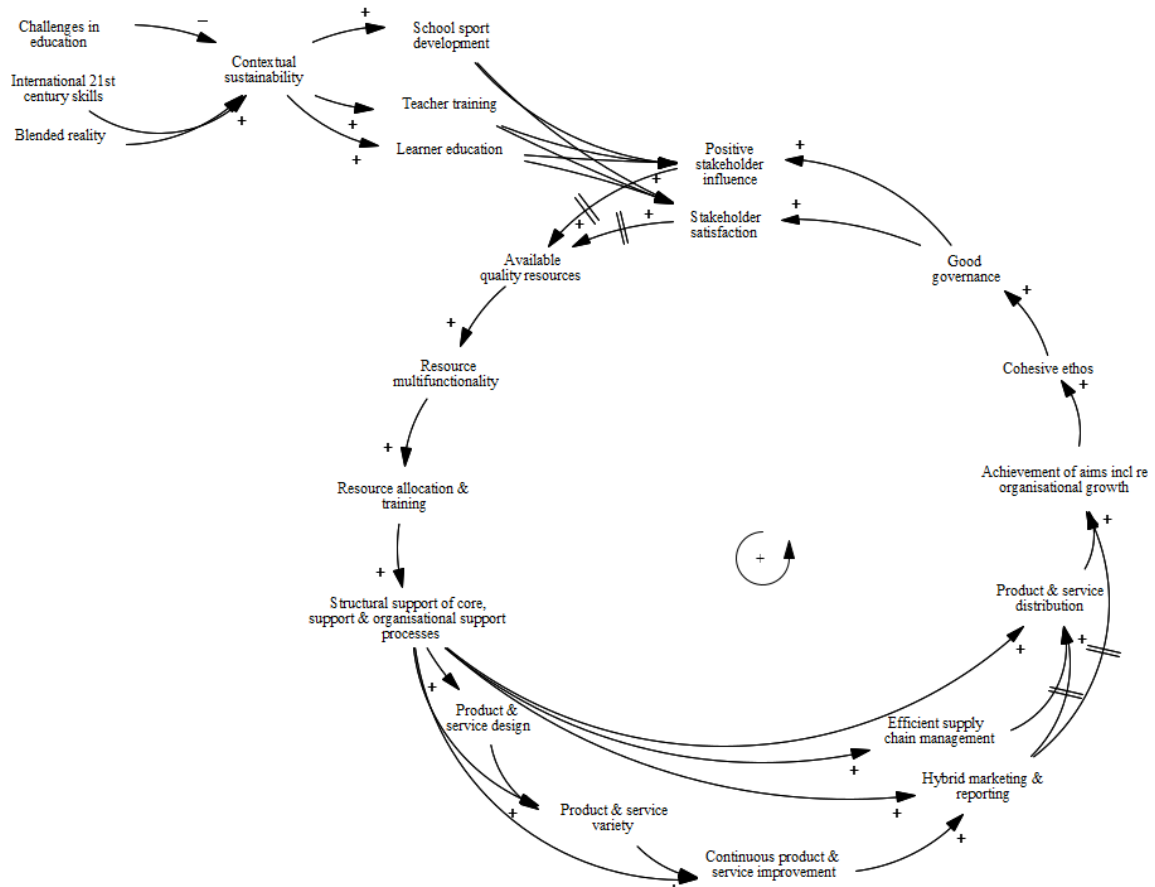 Challenges in
education
International 21st
century skills
Blended reality
Contextual
sustainability
School sport
development
Teacher training
Learner education
Positive
stakeholder
influence
Stakeholder
satisfaction
Available
quality resources
Good
governance
Resource
multifunctionality
Cohesive ethos
Resource allocation &
training
Achievement of aims incl re
organisational growth
Structural support of core,
support & organisational support
processes
Product & service
distribution
Product &
service design
Efficient supply
chain management
Hybrid marketing &
reporting
Product & service
variety
Continuous product &
service improvement